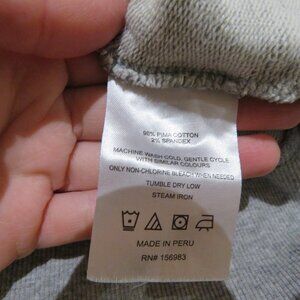 98% PIMA COTTON
2% SPANDEX
MACHINE WASH COLD, GENTLE CYCLE
WITH SIMILAR COLOURS
ONLY NON-CHLORINE BLEACH WHEN NEEDED
TUMBLE DRY LOW
STEAM IRON
MADE IN PERU
RN# 156983